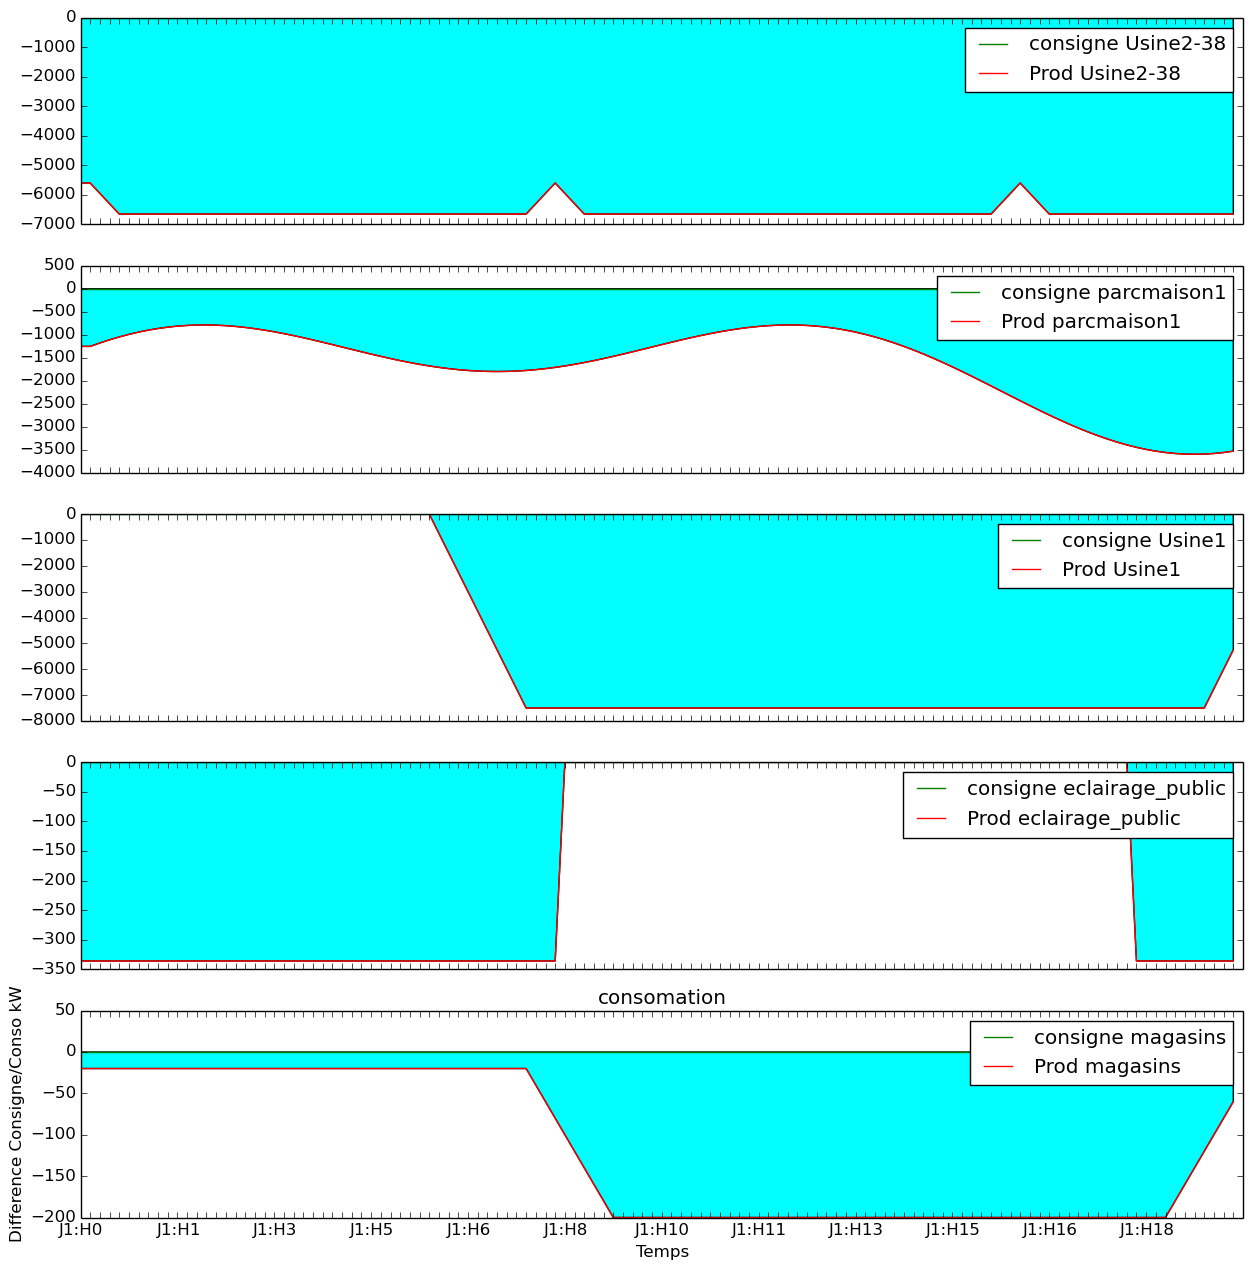 0
−1000
−2000
−3000
−4000
−5000
−6000
−7000
consigne Usine2-38
Prod Usine2-38
500
0
−500
−1000
−1500
−2000
−2500
−3000
−3500
−4000
consigne parcmaison1
Prod parcmaison1
0
−1000
−2000
−3000
−4000
−5000
−6000
−7000
−8000
consigne Usine1
Prod Usine1
0
−50
−100
−150
−200
−250
−300
−350
consigne eclairage_public
Prod eclairage_public
consomation
50
0
−50
−100
−150
−200
Difference Consigne/Conso kW
consigne magasins
Prod magasins
J1:H0 J1:H1 J1:H3 J1:H5 J1:H6 J1:H8 J1:H10 J1:H11 J1:H13 J1:H15 J1:H16 J1:H18
Temps